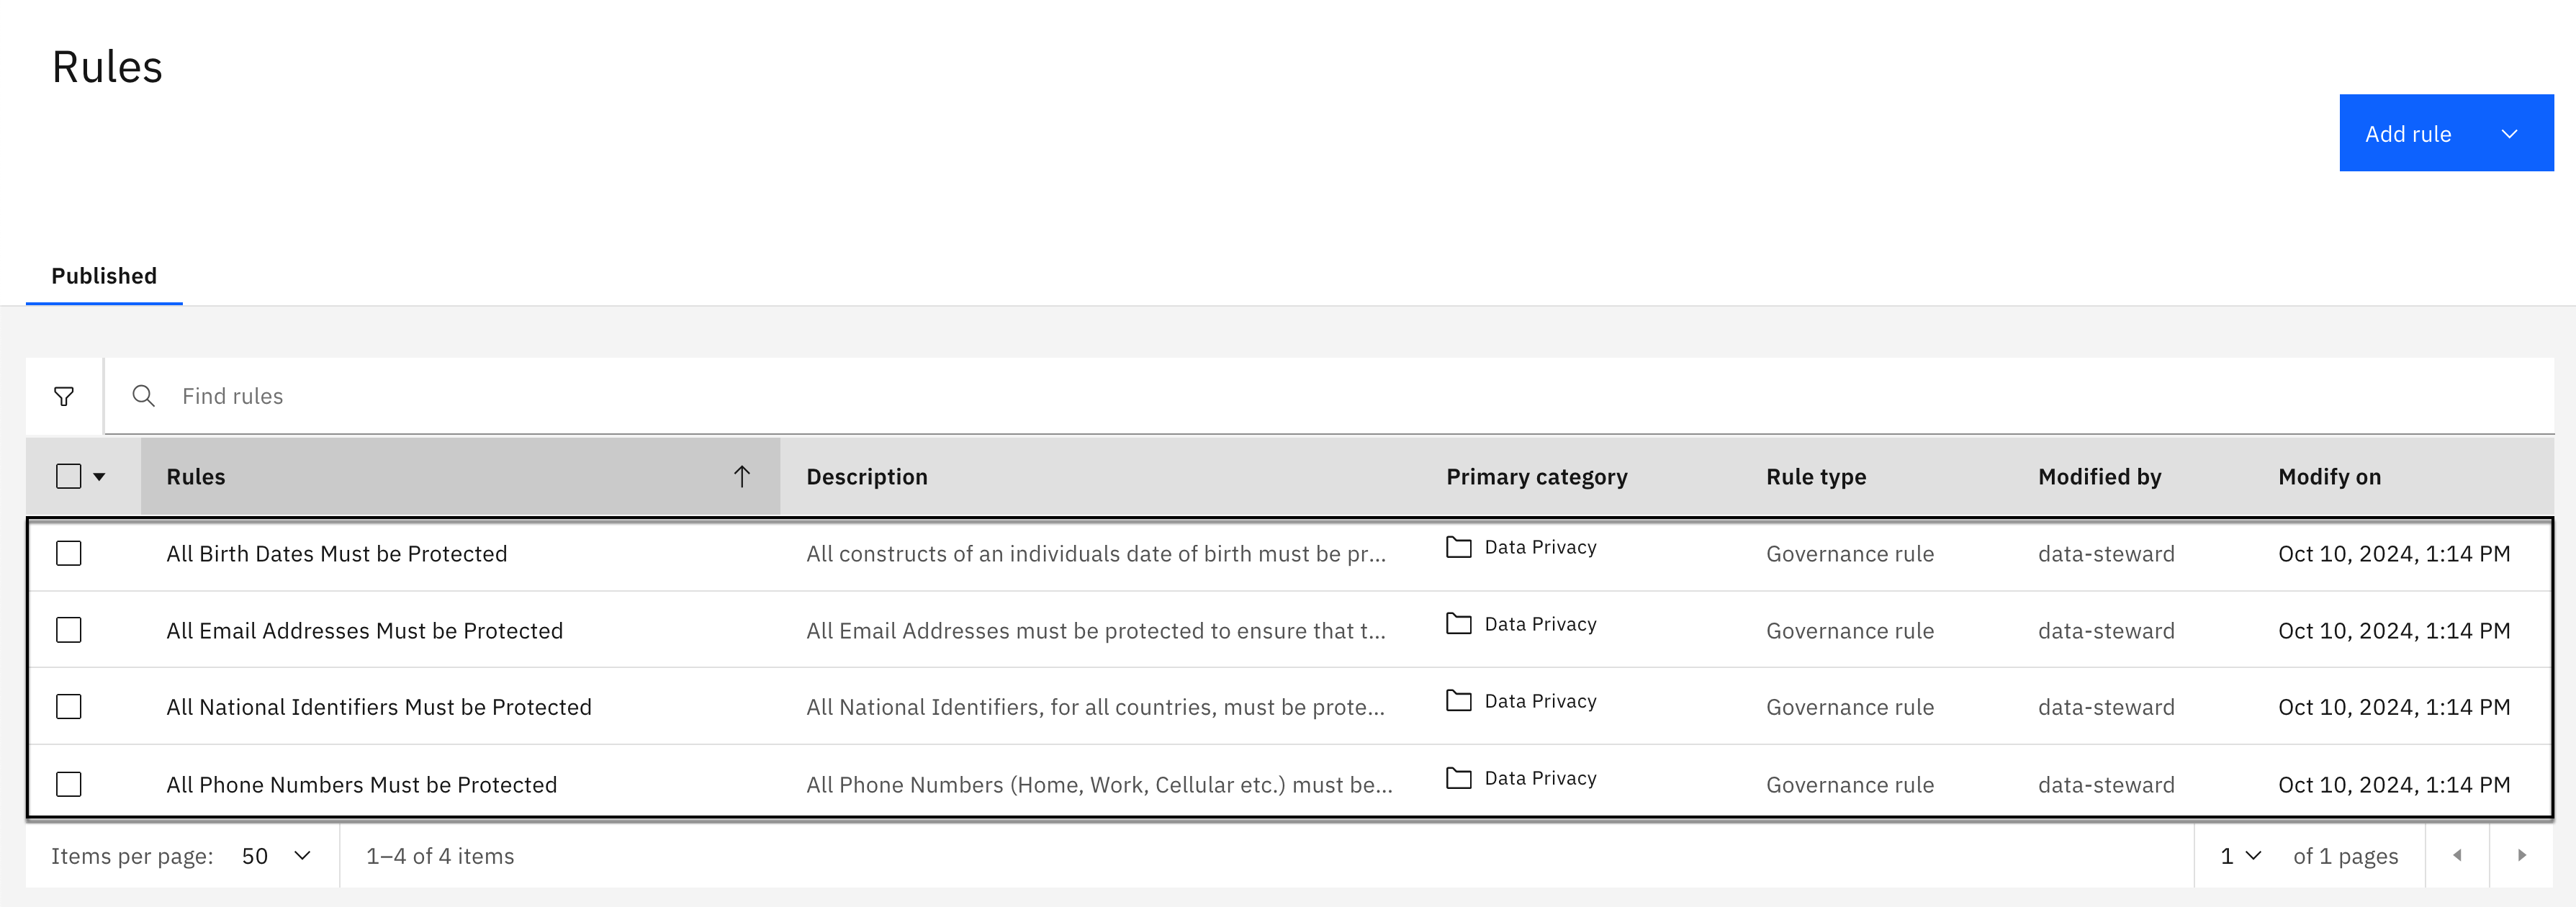 Rules
Add rule
Published
Find rules
Rules Description Primary category Rule type Modified by Modify on
All Birth Dates Must be Protected All constructs of an individuals date of birth must be pr... Data Privacy Governance rule data-steward Oct 10, 2024, 1:14 PM
All Email Addresses Must be Protected All Email Addresses must be protected to ensure that t... Data Privacy Governance rule data-steward Oct 10, 2024, 1:14 PM
All National Identifiers Must be Protected All National Identifiers, for all countries, must be prote... Data Privacy Governance rule data-steward Oct 10, 2024, 1:14 PM
All Phone Numbers Must be Protected All Phone Numbers (Home, Work, Cellular etc.) must be... Data Privacy Governance rule data-steward Oct 10, 2024, 1:14 PM
Items per page: 50 1–4 of 4 items 1 of 1 pages